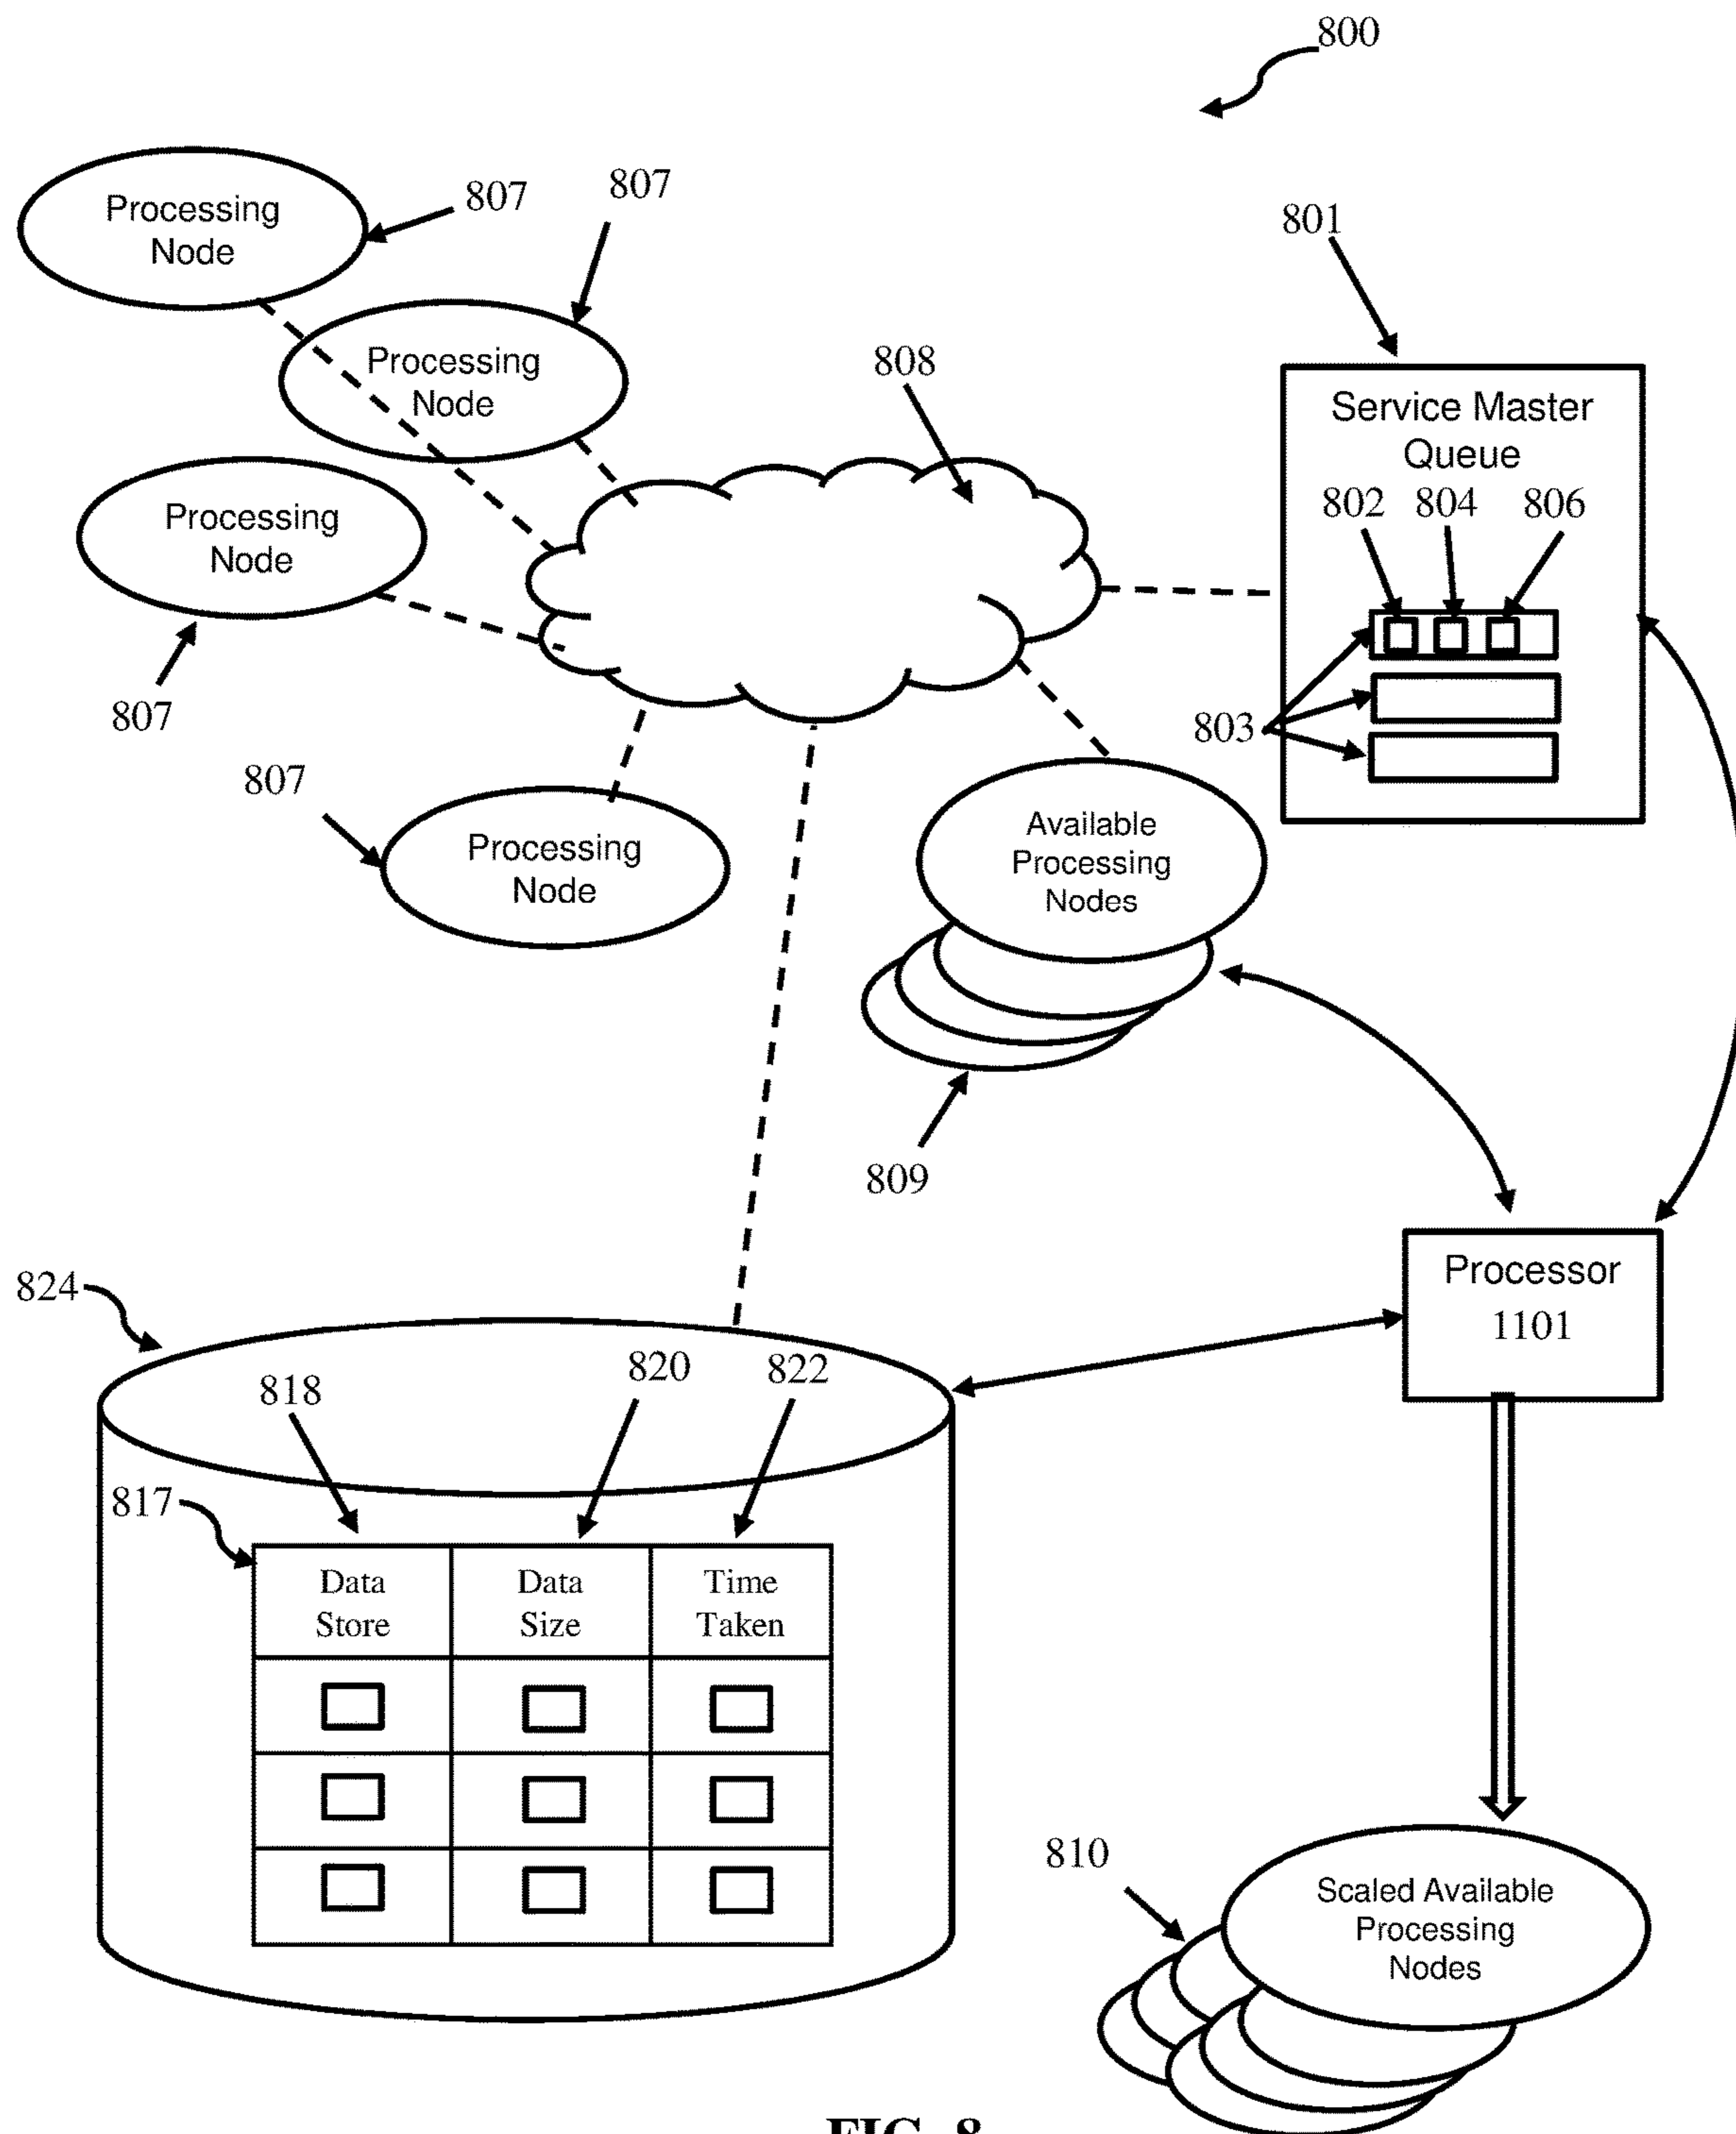 800
Processing
Node
807
807
801
Processing
Node
808
Service Master
Queue
802 804 806
Processing
Node
807
803
807
Processing
Node
Available
Processing
Nodes
809
Processor
1101
824
818
820
822
817
Data
Store
Data
Size
Time
Taken
810
Scaled Available
Processing
Nodes
FIG. 8